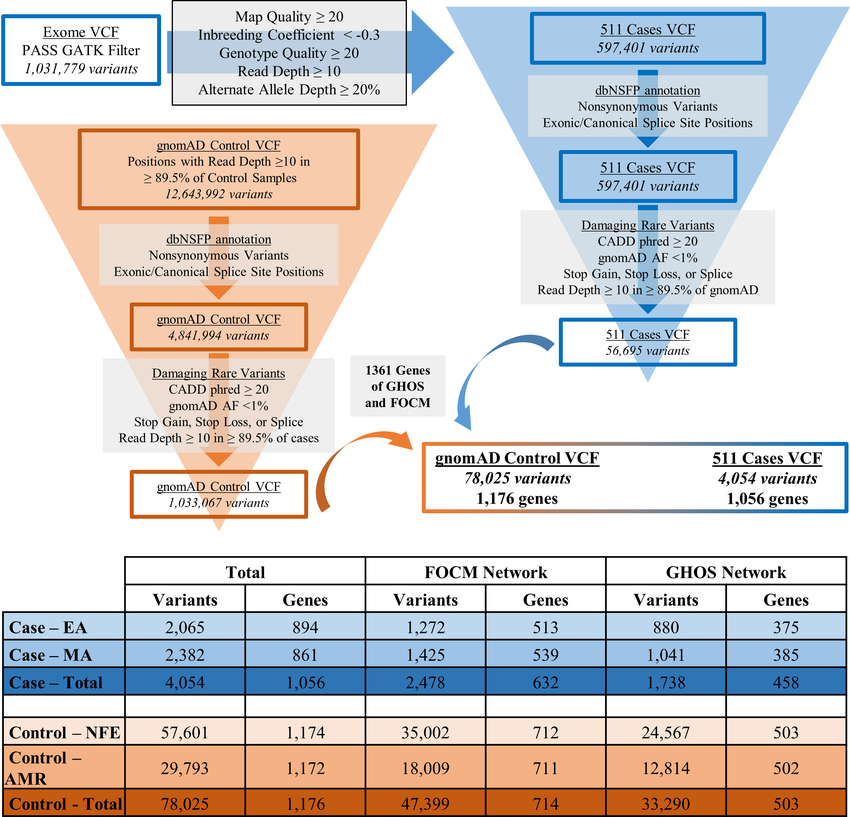 Exome VCF
PASS GATK Filter
1,031,779 variants
Map Quality ≥ 20
Inbreeding Coefficient < -0.3
Genotype Quality ≥ 20
Read Depth ≥ 10
Alternate Allele Depth ≥ 20%
511 Cases VCF
597,401 variants
dbNSFP annotation
Nonsynonymous Variants
Exonic/Canonical Splice Site Positions
511 Cases VCF
597,401 variants
Damaging Rare Variants
CADD phred ≥ 20
gnomAD AF <1%
Stop Gain, Stop Loss, or Splice
Read Depth ≥ 10 in ≥ 89.5% of gnomAD
511 Cases VCF
56,695 variants
gnomAD Control VCF
Positions with Read Depth ≥10 in
≥ 89.5% of Control Samples
12,643,992 variants
dbNSFP annotation
Nonsynonymous Variants
Exonic/Canonical Splice Site Positions
gnomAD Control VCF
4,841,994 variants
Damaging Rare Variants
CADD phred ≥ 20
gnomAD AF <1%
Stop Gain, Stop Loss, or Splice
Read Depth ≥ 10 in ≥ 89.5% of cases
gnomAD Control VCF
1,033,067 variants
1361 Genes
of GHOS
and FOCM
gnomAD Control VCF
78,025 variants
1,176 genes
511 Cases VCF
4,054 variants
1,056 genes
Total FOCM Network GHOS Network
Variants Genes Variants Genes Variants Genes
Case – EA 2,065 894 1,272 513 880 375
Case – MA 2,382 861 1,425 539 1,041 385
Case – Total 4,054 1,056 2,478 632 1,738 458
Control – NFE 57,601 1,174 35,002 712 24,567 503
Control –
AMR 29,793 1,172 18,009 711 12,814 502
Control - Total 78,025 1,176 47,399 714 33,290 503